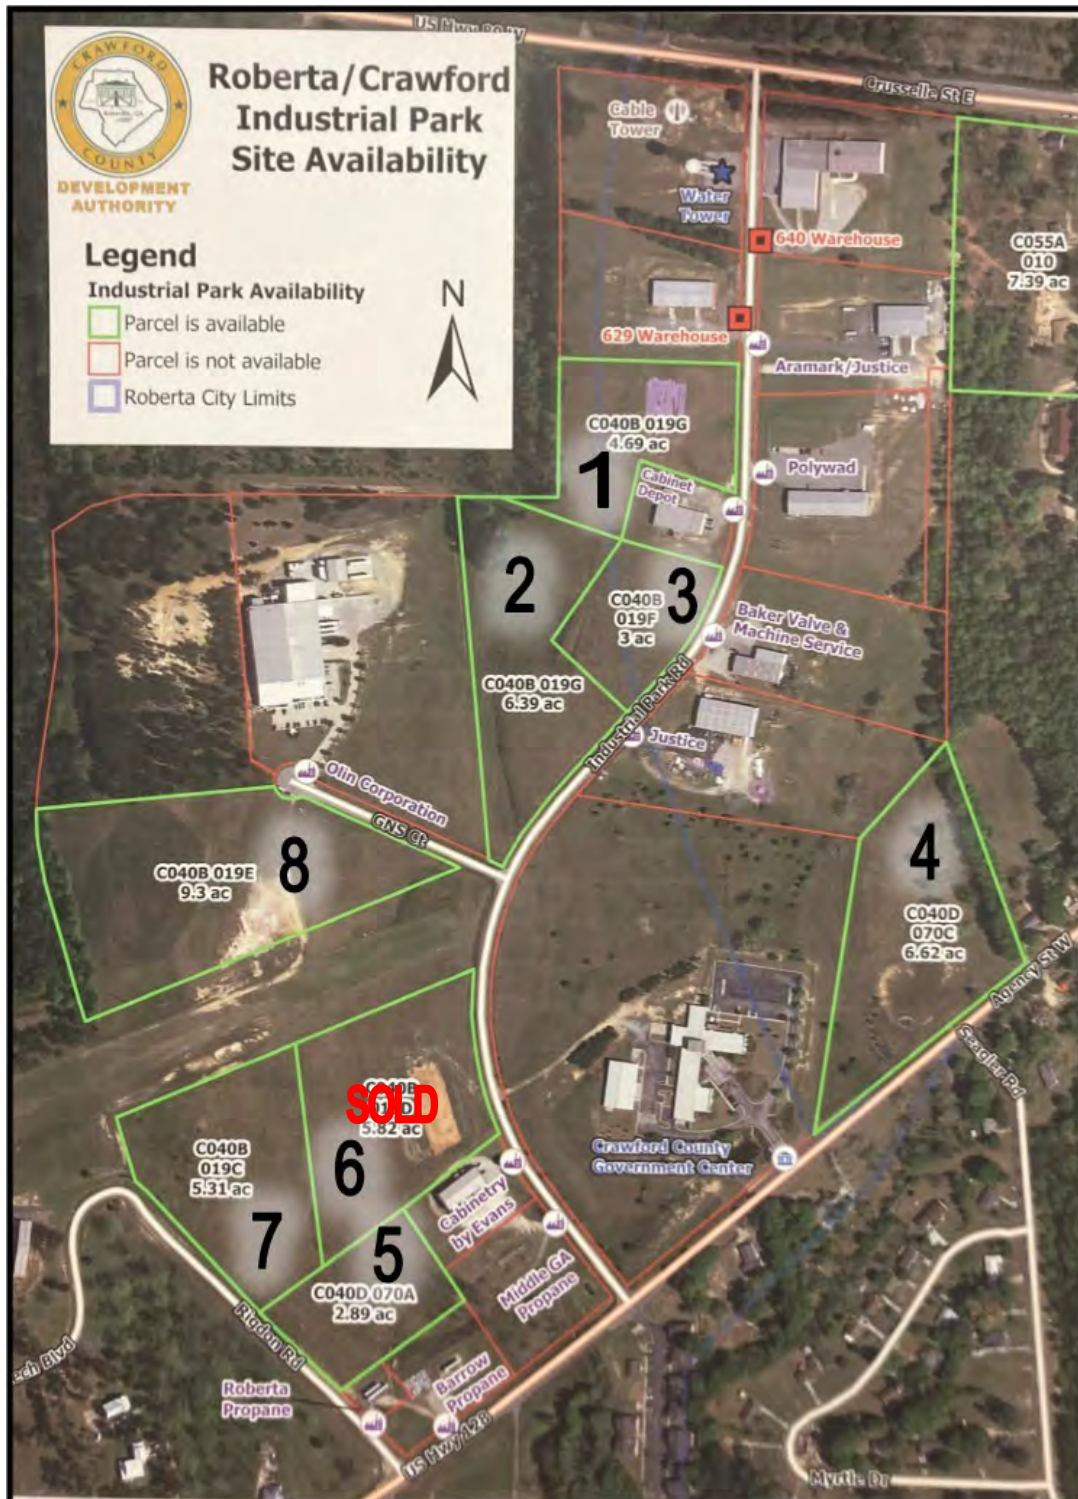 US Hwy 80 W
Crusselle St E
CRAWFORD
COUNTY
DEVELOPMENT
AUTHORITY
Roberta/Crawford
Industrial Park
Site Availability
Legend
Industrial Park Availability
Parcel is available
Parcel is not available
Roberta City Limits
N
Cable
Tower
Water
Tower
640 Warehouse
C055A
010
7.39 ac
629 Warehouse
Aramark/Justice
C040B 019G
4.69 ac
1
Cabinet
Depot
Polywad
2
C040B
019F
3 ac
3
Baker Valve &
Machine Service
C040B 019G
6.39 ac
Industrial Park Rd
Justice
Olin Corporation
GNS Ct
C040B 019E
9.3 ac
8
4
C040D
070C
6.62 ac
Agency St W
Seagler Rd
SOLD
5.82 ac
6
C040B
019C
5.31 ac
7
Crawford County
Government Center
Cabinetry
by Evans
5
C040D 070A
2.89 ac
Middle GA
Propane
Rigdon Rd
ech Blvd
Roberta
Propane
Barrow
Propane
US Hwy 128
Myrtle Dr